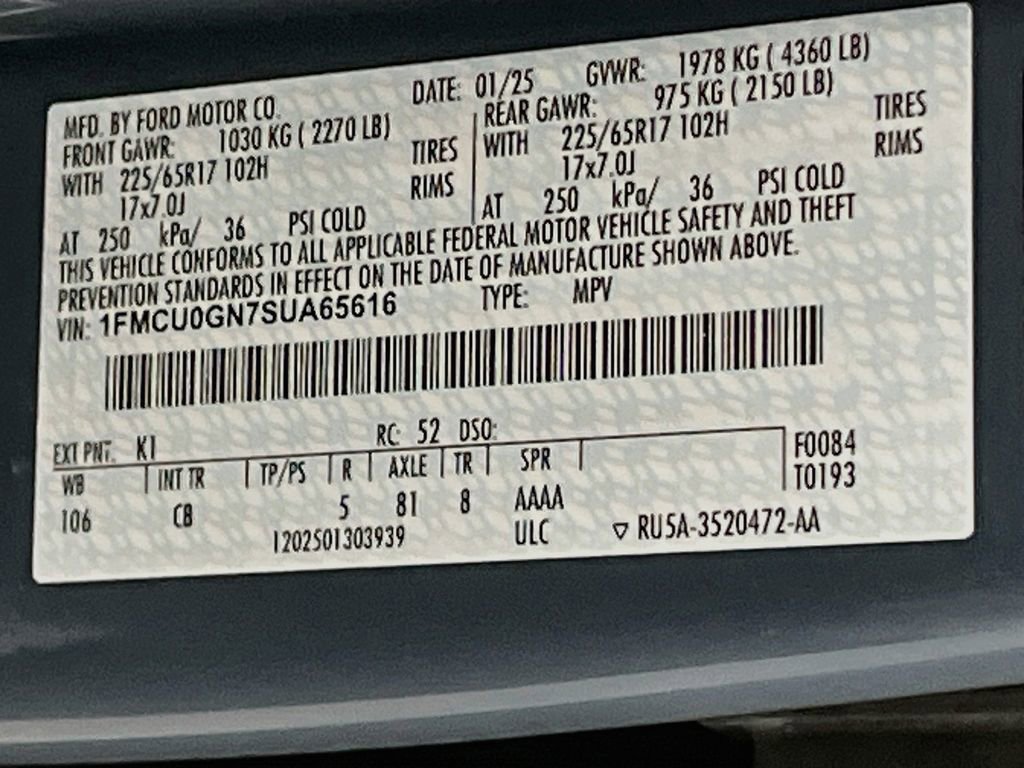 MFD. BY FORD MOTOR CO. DATE: 01/25 GVWR: 1978 KG ( 4360 LB)
FRONT GAWR: 1030 KG ( 2270 LB) REAR GAWR: 975 KG ( 2150 LB)
WITH 225/65R17 102H TIRES WITH 225/65R17 102H TIRES
17x7.0J RIMS 17x7.0J RIMS
AT 250 kPa/ 36 PSI COLD AT 250 kPa/ 36 PSI COLD
THIS VEHICLE CONFORMS TO ALL APPLICABLE FEDERAL MOTOR VEHICLE SAFETY AND THEFT
PREVENTION STANDARDS IN EFFECT ON THE DATE OF MANUFACTURE SHOWN ABOVE.
VIN: 1FMCU0GN7SUA65616 TYPE: MPV
EXT PNT: K1 RC: 52 DSO:
WB INT TR TP/PS R AXLE TR SPR F0084
106 CB 5 81 8 AAAA T0193
1202501303939 ULC ▽ RU5A-3520472-AA